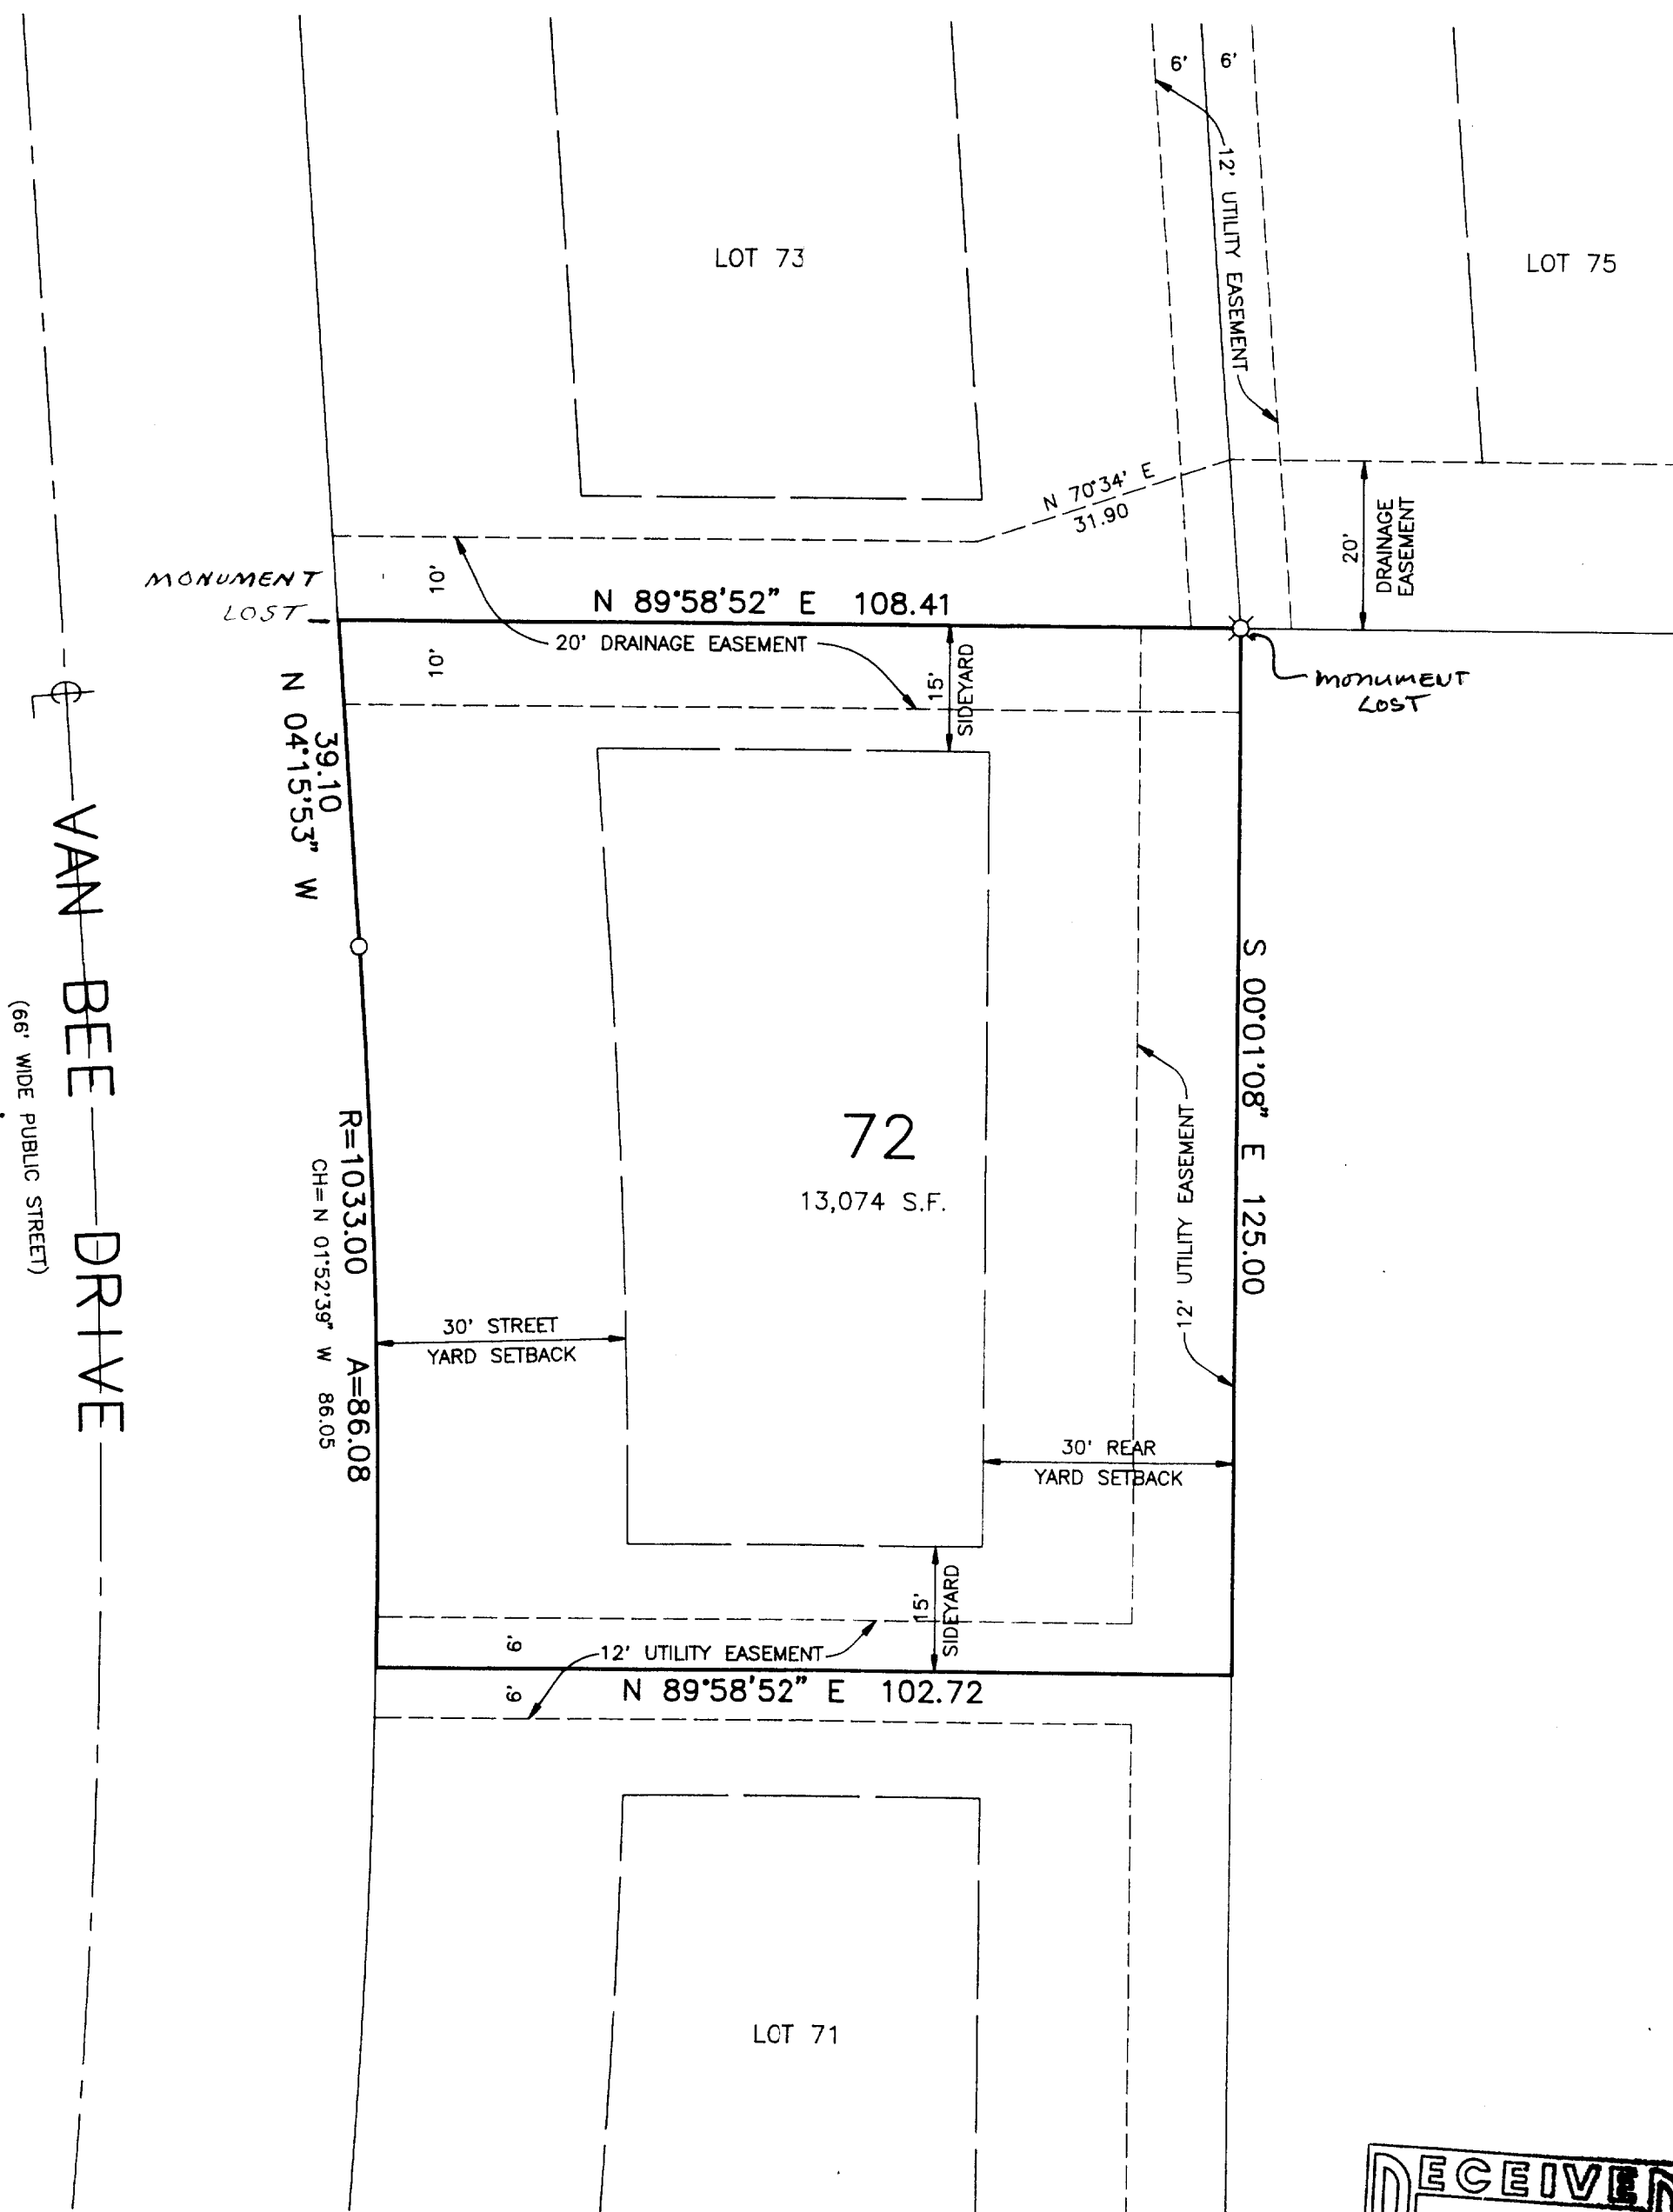 6'
6'
12' UTILITY EASEMENT
LOT 73
LOT 75
N 70°34' E
31.90
20'
DRAINAGE
EASEMENT
MONUMENT
LOST
10'
N 89°58'52" E 108.41
10'
20' DRAINAGE EASEMENT
15'
SIDEYARD
MONUMENT
LOST
39.10
N 04°15'53" W
S 00°01'08" E 125.00
VAN BEE DRIVE
(66' WIDE PUBLIC STREET)
72
13,074 S.F.
12' UTILITY EASEMENT
R=1033.00 A=86.08
CH= N 01°52'39" W 86.05
30' STREET
YARD SETBACK
30' REAR
YARD SETBACK
15'
SIDEYARD
6'
12' UTILITY EASEMENT
6'
N 89°58'52" E 102.72
LOT 71